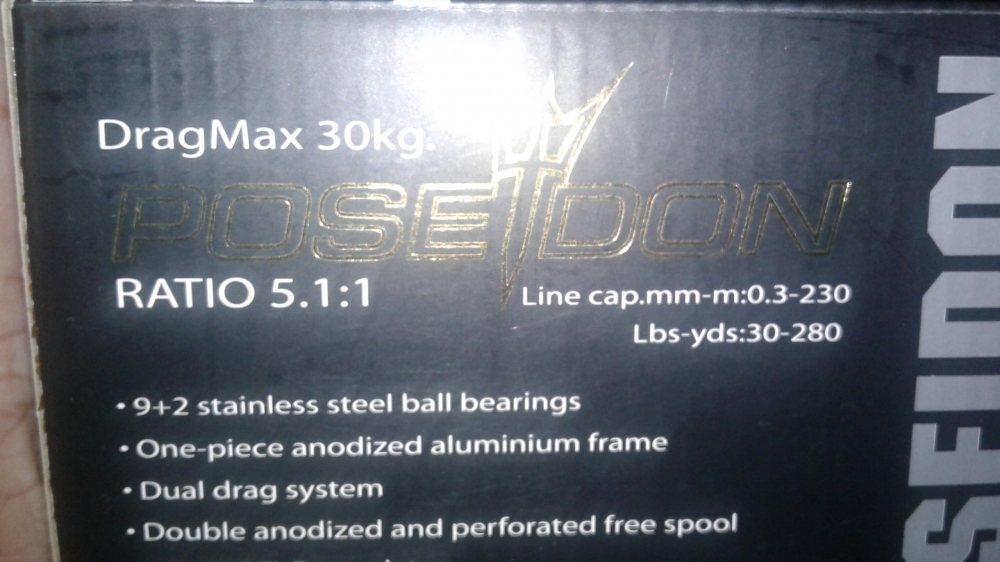 DragMax 30kg.
POSEIDON
RATIO 5.1:1
Line cap.mm-m:0.3-230
Lbs-yds:30-280
• 9+2 stainless steel ball bearings
• One-piece anodized aluminium frame
• Dual drag system
• Double anodized and perforated free spool
SEIDON